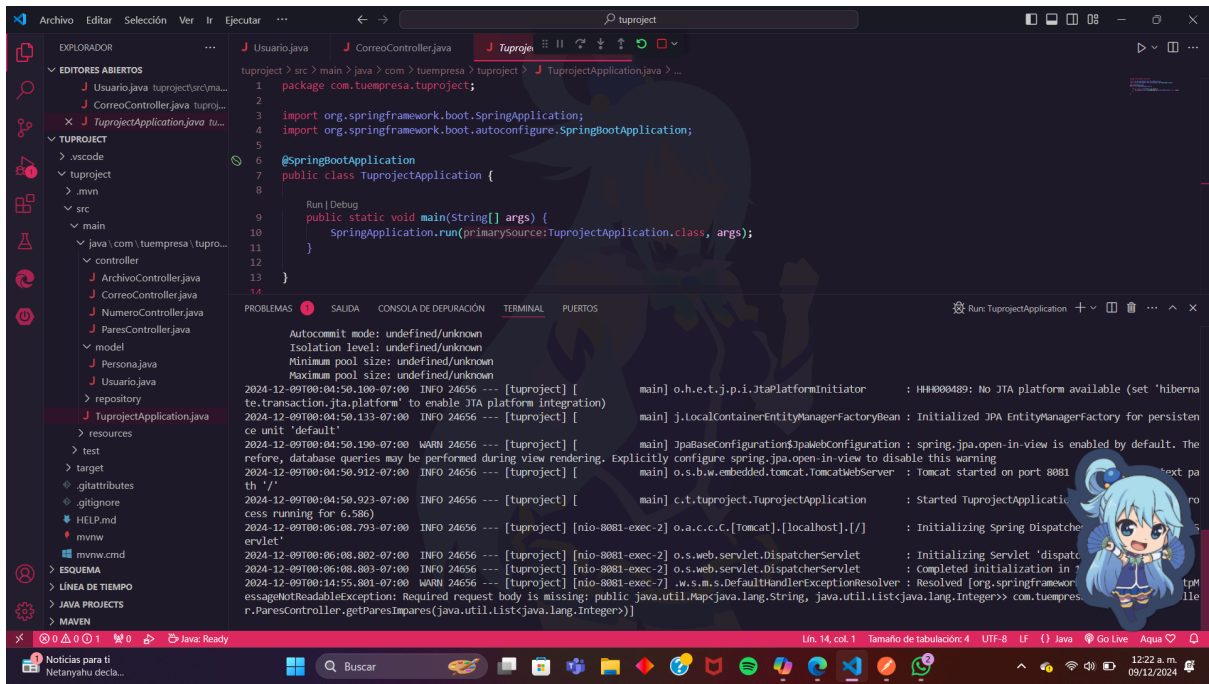 Archivo Editar Selección Ver Ir Ejecutar ··· tuproject
EXPLORADOR ···
EDITORES ABIERTOS
J Usuario.java tuproject\src\ma...
J CorreoController.java tuproj...
J TuprojectApplication.java tu...
TUPROJECT
.vscode
tuproject
.mvn
src
main
java\com\tuempresa\tupro...
controller
J ArchivoController.java
J CorreoController.java
J NumeroController.java
J ParesController.java
model
J Persona.java
J Usuario.java
repository
J TuprojectApplication.java
resources
test
target
.gitattributes
.gitignore
HELP.md
mvnw
mvnw.cmd
ESQUEMA
LÍNEA DE TIEMPO
JAVA PROJECTS
MAVEN
J Usuario.java J CorreoController.java J Tuproje
tuproject > src > main > java > com > tuempresa > tuproject > J TuprojectApplication.java > ...
1 package com.tuempresa.tuproject;
2
3 import org.springframework.boot.SpringApplication;
4 import org.springframework.boot.autoconfigure.SpringBootApplication;
5
6 @SpringBootApplication
7 public class TuprojectApplication {
8
Run | Debug
9 public static void main(String[] args) {
10 SpringApplication.run(primarySource:TuprojectApplication.class, args);
11 }
12
13 }
14
PROBLEMAS 1 SALIDA CONSOLA DE DEPURACIÓN TERMINAL PUERTOS Run: TuprojectApplication
Autocommit mode: undefined/unknown
Isolation level: undefined/unknown
Minimum pool size: undefined/unknown
Maximum pool size: undefined/unknown
2024-12-09T00:04:50.100-07:00 INFO 24656 --- [tuproject] [ main] o.h.e.t.j.p.i.JtaPlatformInitiator : HHH000489: No JTA platform available (set 'hiberna
te.transaction.jta.platform' to enable JTA platform integration)
2024-12-09T00:04:50.133-07:00 INFO 24656 --- [tuproject] [ main] j.LocalContainerEntityManagerFactoryBean : Initialized JPA EntityManagerFactory for persisten
ce unit 'default'
2024-12-09T00:04:50.190-07:00 WARN 24656 --- [tuproject] [ main] JpaBaseConfiguration$JpaWebConfiguration : spring.jpa.open-in-view is enabled by default. The
refore, database queries may be performed during view rendering. Explicitly configure spring.jpa.open-in-view to disable this warning
2024-12-09T00:04:50.912-07:00 INFO 24656 --- [tuproject] [ main] o.s.b.w.embedded.tomcat.TomcatWebServer : Tomcat started on port 8081 text pa
th '/'
2024-12-09T00:04:50.923-07:00 INFO 24656 --- [tuproject] [ main] c.t.tuproject.TuprojectApplication : Started TuprojectApplicatio ro
cess running for 6.586)
2024-12-09T00:06:08.793-07:00 INFO 24656 --- [tuproject] [nio-8081-exec-2] o.a.c.c.C.[Tomcat].[localhost].[/] : Initializing Spring Dispatche S
ervlet'
2024-12-09T00:06:08.802-07:00 INFO 24656 --- [tuproject] [nio-8081-exec-2] o.s.web.servlet.DispatcherServlet : Initializing Servlet 'dispatc
2024-12-09T00:06:08.803-07:00 INFO 24656 --- [tuproject] [nio-8081-exec-2] o.s.web.servlet.DispatcherServlet : Completed initialization in
2024-12-09T00:14:55.801-07:00 WARN 24656 --- [tuproject] [nio-8081-exec-7] .w.s.m.s.DefaultHandlerExceptionResolver : Resolved [org.springframewor tpM
essageNotReadableException: Required request body is missing: public java.util.Map<java.lang.String, java.util.List<java.lang.Integer>> com.tuempres lle
r.ParesController.getParesImpares(java.util.List<java.lang.Integer>)]
0 0 1 0 Java: Ready Lín. 14, col. 1 Tamaño de tabulación: 4 UTF-8 LF {} Java Go Live Aqua
1 Noticias para ti
Netanyahu decla...
Buscar
2
12:22 a. m.
09/12/2024